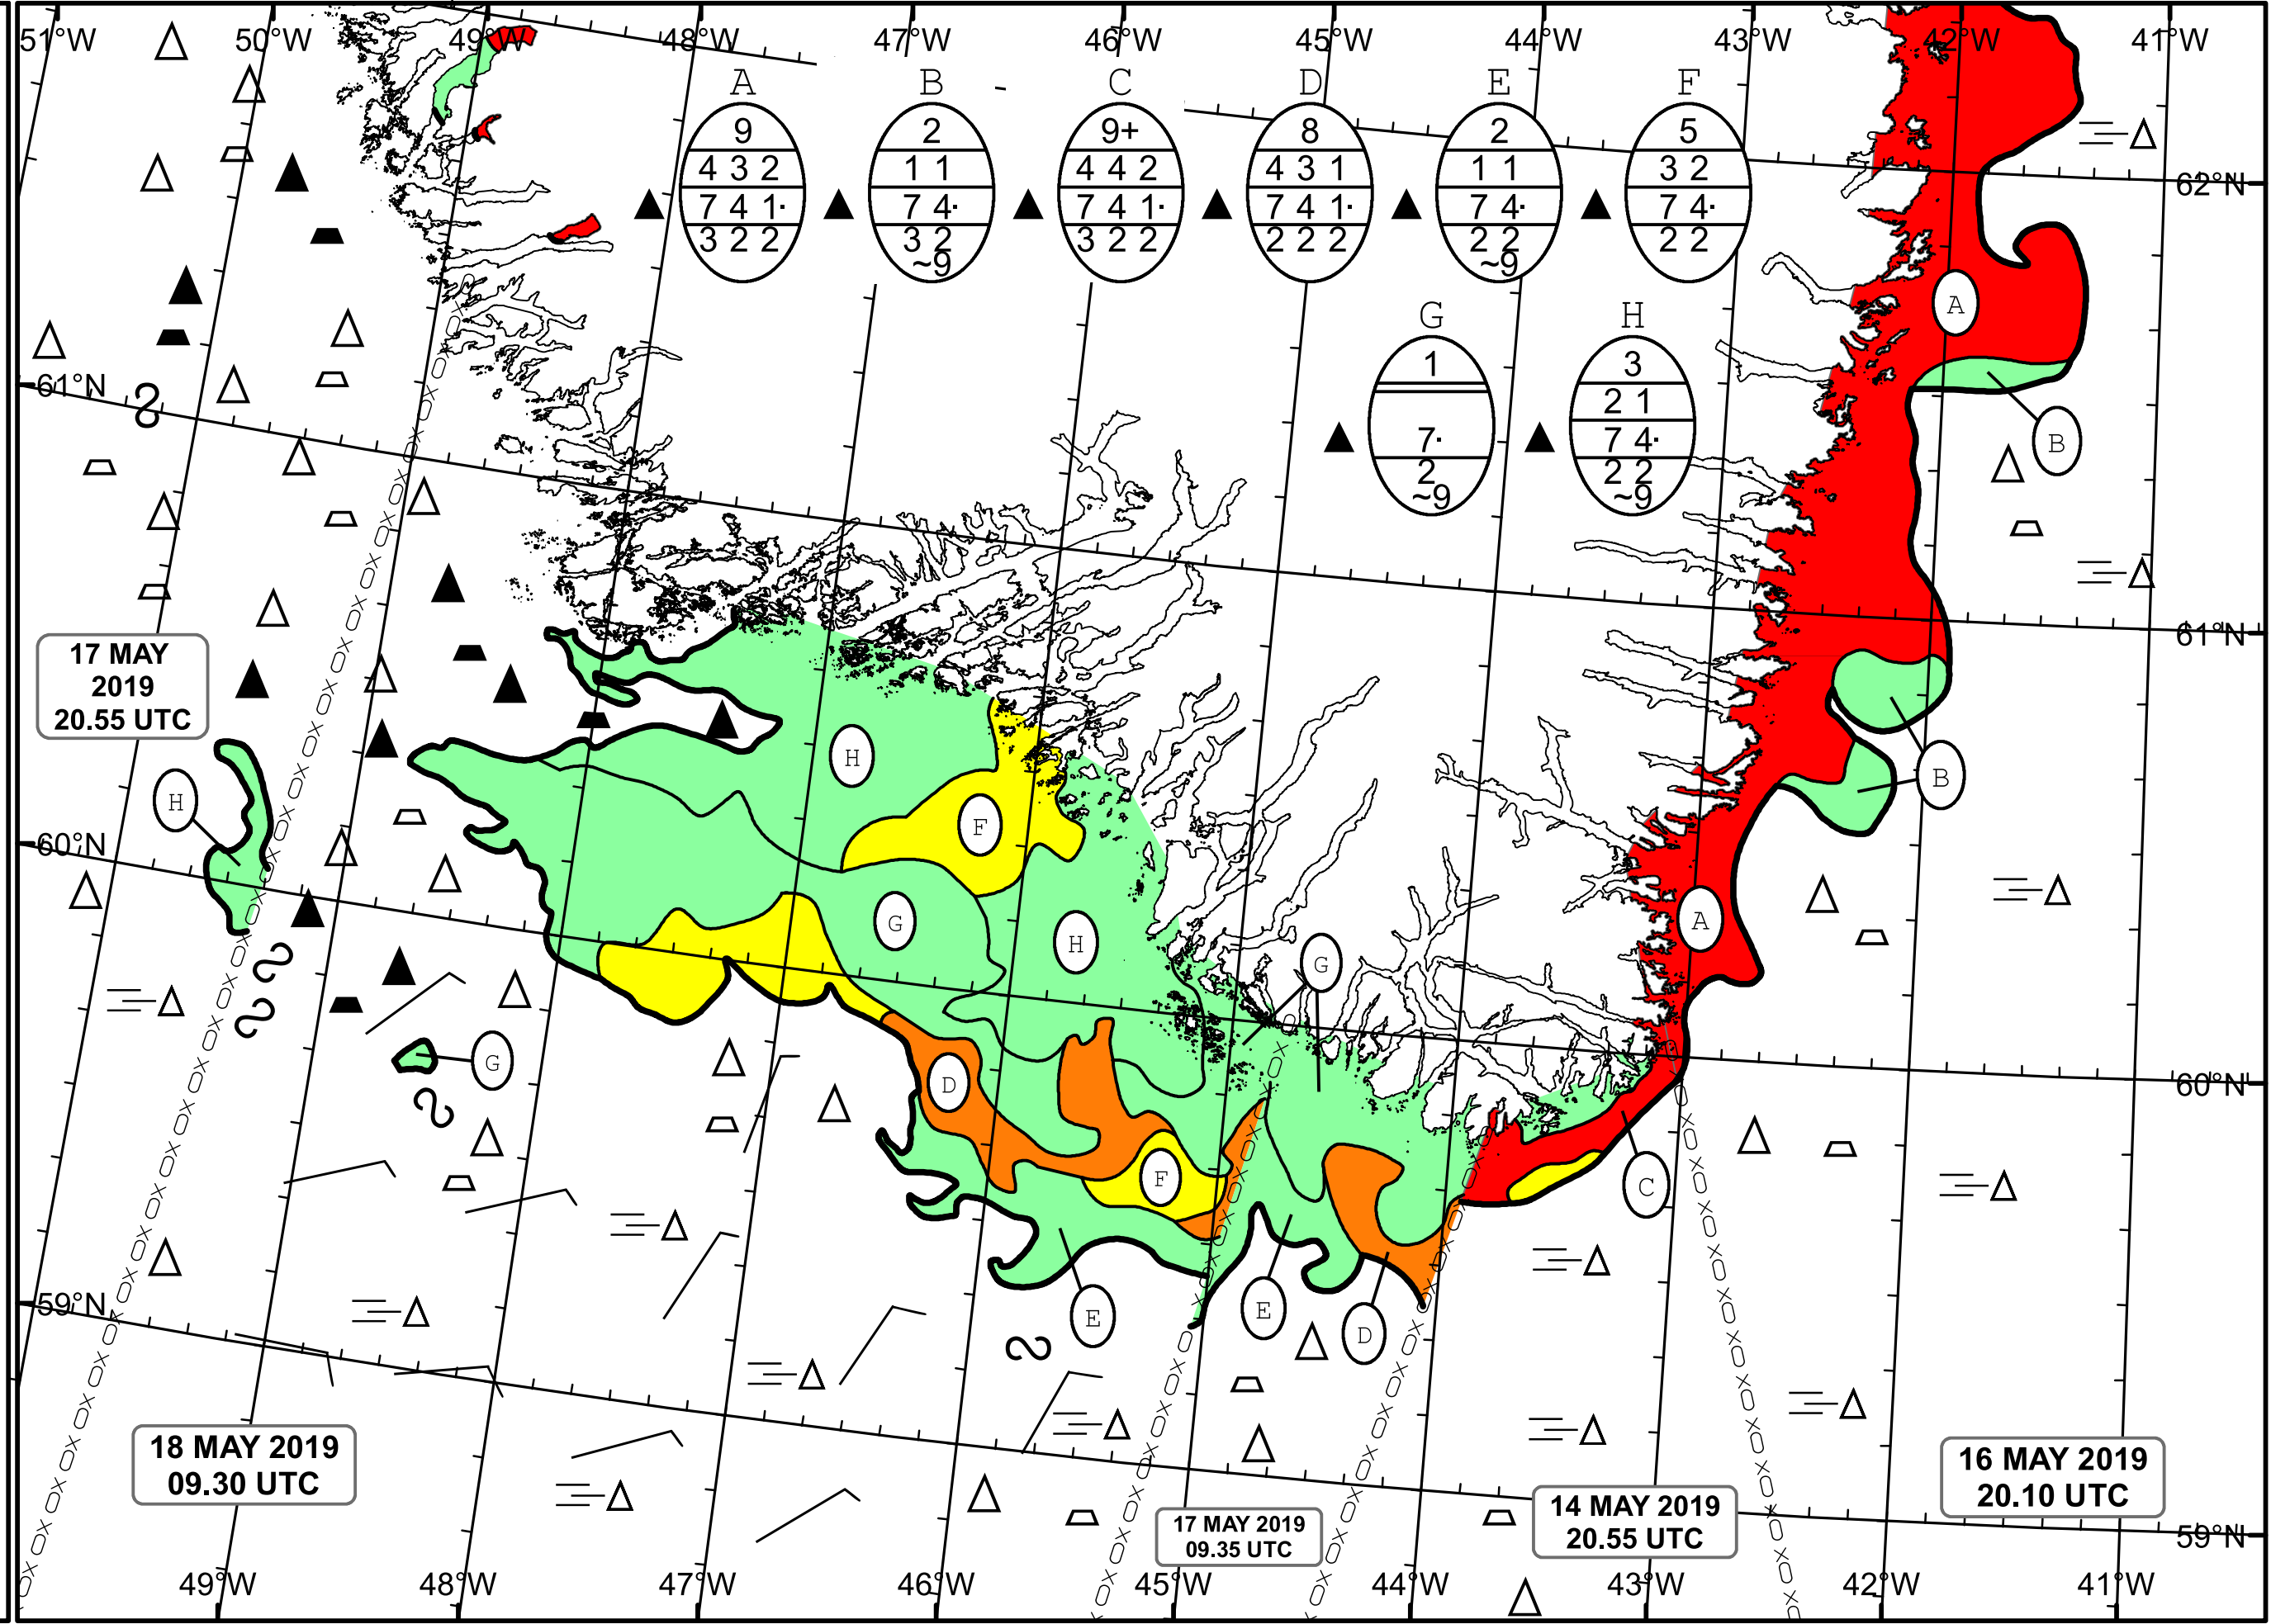 51°W 50°W 49°W 48°W 47°W 46°W 45°W 44°W 43°W 42°W 41°W
A B C D E F
9 2 9+ 8 2 5
4 3 2 1 1 4 4 2 4 3 1 1 1 3 2
7 4 1· 7 4· 7 4 1· 7 4 1· 7 4· 7 4·
3 2 2 3 2 3 2 2 2 2 2 2 2 2 2
~9 ~9
62°N
A
G H
1 3
2 1
7· 7 4·
2 2 2
~9 ~9
61°N
B
61°N
17 MAY
2019
20.55 UTC
H
B
H
F
60°N
G
H
A
G
G
D
60°N
F
C
E
E
D
59°N
18 MAY 2019
09.30 UTC
17 MAY 2019
09.35 UTC
14 MAY 2019
20.55 UTC
16 MAY 2019
20.10 UTC
59°N
49°W 48°W 47°W 46°W 45°W 44°W 43°W 42°W 41°W